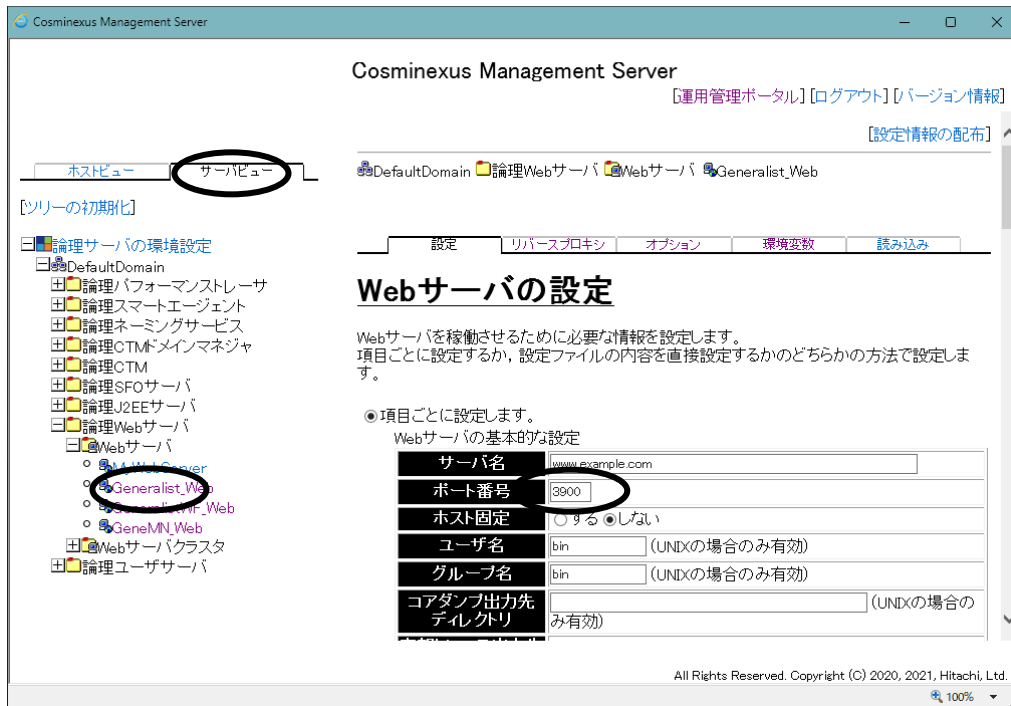 Cosminexus Management Server
Cosminexus Management Server
[運用管理ポータル] [ログアウト] [バージョン情報]
[設定情報の配布]
ホストビュー サーバビュー
[ツリーの初期化]
論理サーバの環境設定
DefaultDomain
論理パフォーマンストレーサ
論理スマートエージェント
論理ネーミングサービス
論理CTMドメインマネジャ
論理CTM
論理SFOサーバ
論理J2EEサーバ
論理Webサーバ
Webサーバ
MyWebServer
Generalist_Web
GeneralistWF_Web
GeneMN_Web
Webサーバクラスタ
論理ユーザサーバ
DefaultDomain 論理Webサーバ Webサーバ Generalist_Web
設定 リバースプロキシ オプション 環境変数 読み込み
Webサーバの設定
Webサーバを稼働させるために必要な情報を設定します。
項目ごとに設定するか，設定ファイルの内容を直接設定するかのどちらかの方法で設定しま
す。
項目ごとに設定します。
Webサーバの基本的な設定
サーバ名 www.example.com
ポート番号 3900
ホスト固定 する しない
ユーザ名 bin (UNIXの場合のみ有効)
グループ名 bin (UNIXの場合のみ有効)
コアダンプ出力先 (UNIXの場合の
ディレクトリ み有効)
All Rights Reserved. Copyright (C) 2020, 2021, Hitachi, Ltd.
100%